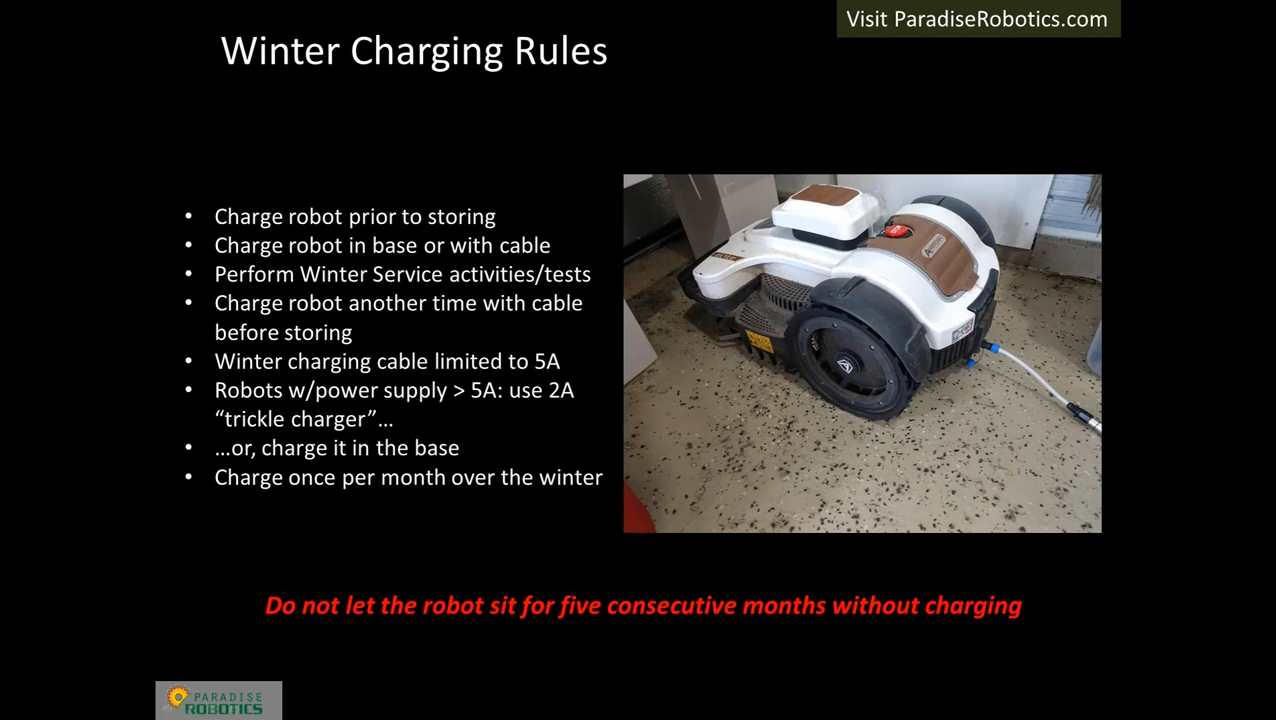 Visit ParadiseRobotics.com
Winter Charging Rules
• Charge robot prior to storing
• Charge robot in base or with cable
• Perform Winter Service activities/tests
• Charge robot another time with cable
before storing
• Winter charging cable limited to 5A
• Robots w/power supply > 5A: use 2A
“trickle charger”…
• …or, charge it in the base
• Charge once per month over the winter
Do not let the robot sit for five consecutive months without charging
PARADISE
ROBOTICS